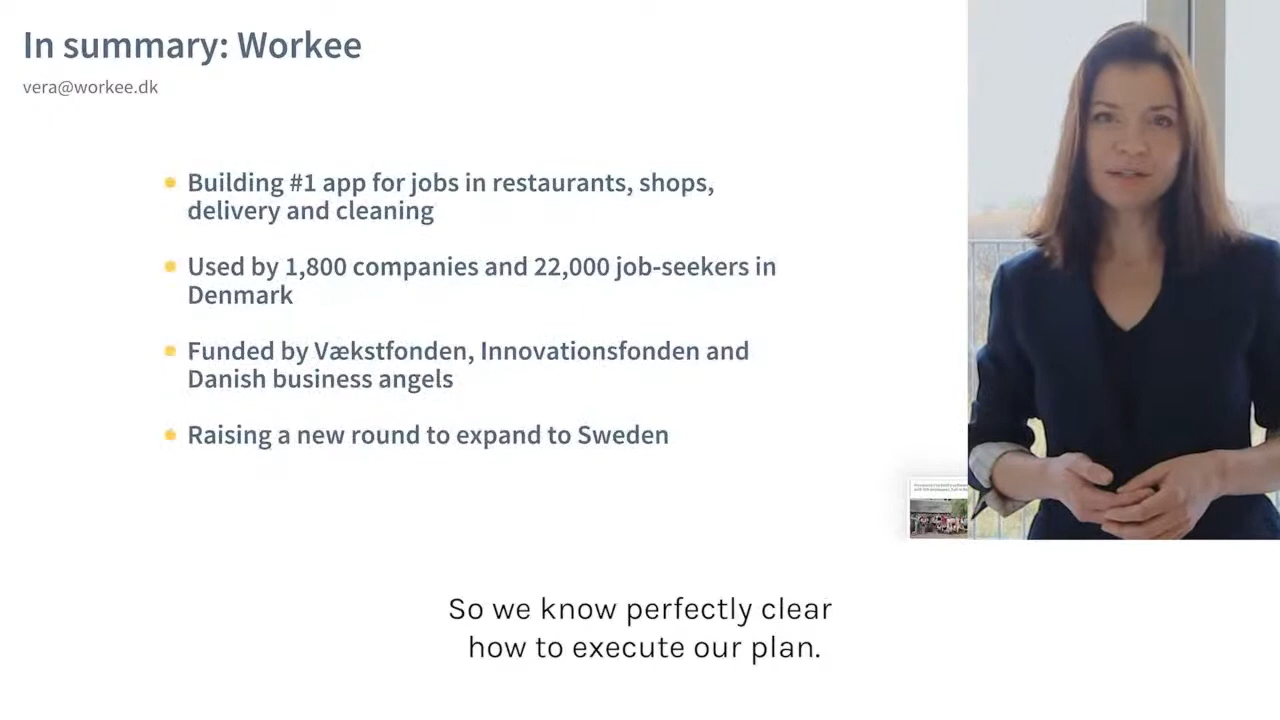 In summary: Workee
vera@workee.dk
Building #1 app for jobs in restaurants, shops,
delivery and cleaning
Used by 1,800 companies and 22,000 job-seekers in
Denmark
Funded by Vækstfonden, Innovationsfonden and
Danish business angels
Raising a new round to expand to Sweden
So we know perfectly clear
how to execute our plan.